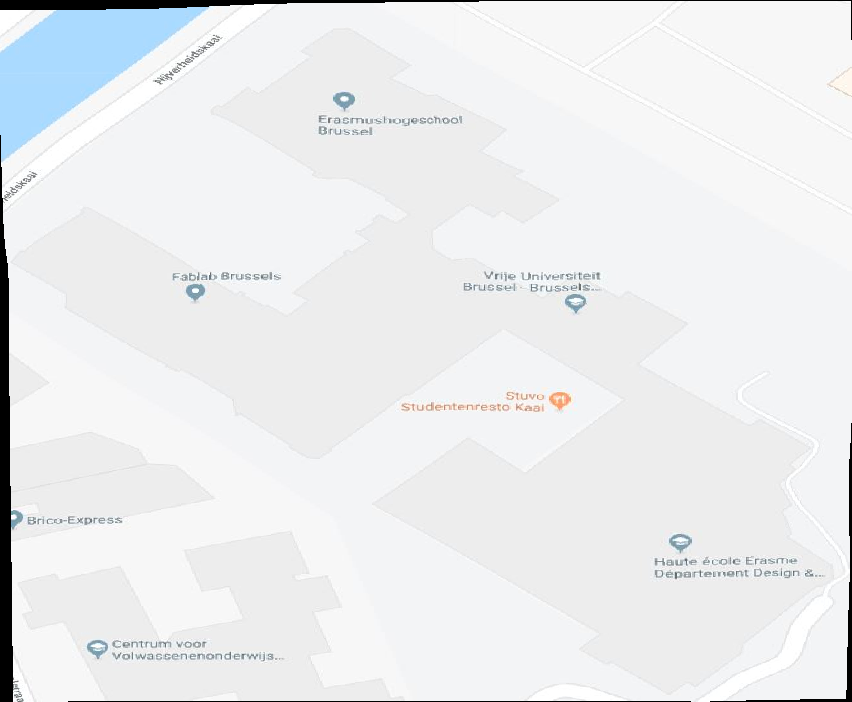 Nijverheidskaai
Erasmushogeschool
Brussel
Fablab Brussels
Vrije Universiteit
Brussel - Brussels...
Stuvo
Studentenresto Kaai
Brico-Express
Haute école Erasme
Département Design &...
Centrum voor
Volwassenenonderwijs...